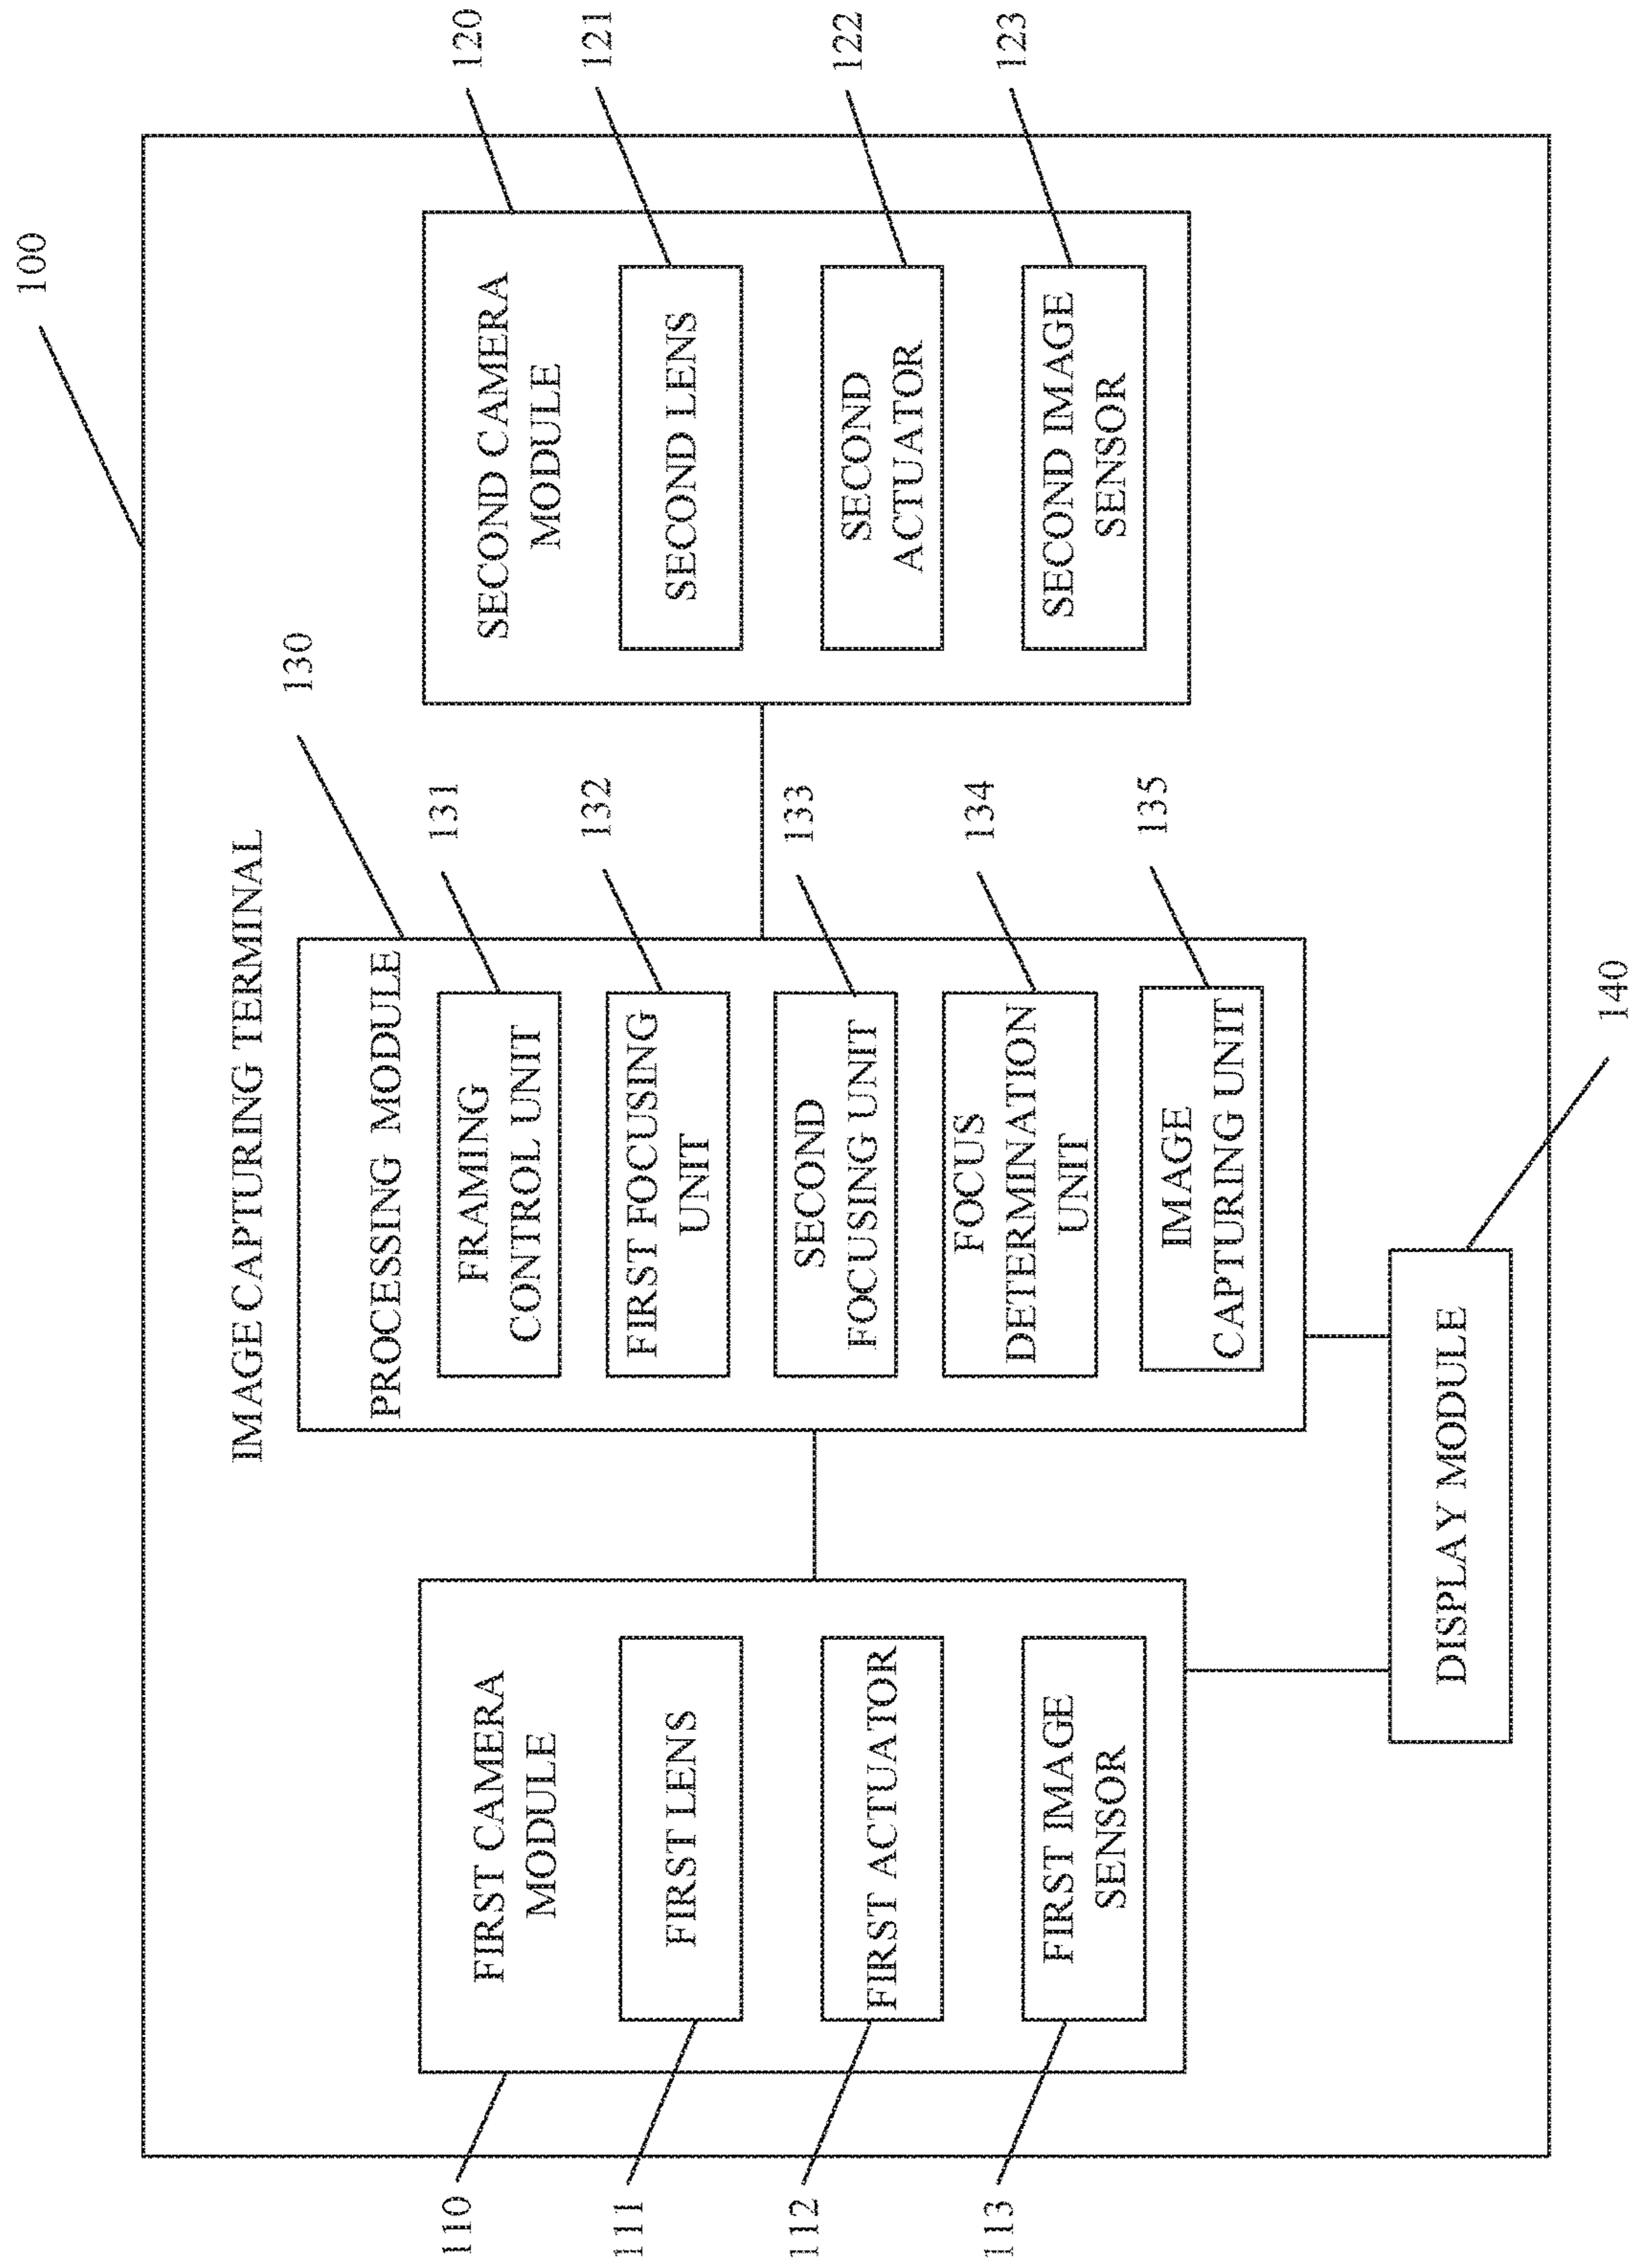 100
IMAGE CAPTURING TERMINAL
110
FIRST CAMERA
MODULE
111
FIRST LENS
112
FIRST ACTUATOR
113
FIRST IMAGE
SENSOR
130
PROCESSING MODULE
131
FRAMING
CONTROL UNIT
132
FIRST FOCUSING
UNIT
133
SECOND
FOCUSING UNIT
134
FOCUS
DETERMINATION
UNIT
135
IMAGE
CAPTURING UNIT
120
SECOND CAMERA
MODULE
121
SECOND LENS
122
SECOND
ACTUATOR
123
SECOND IMAGE
SENSOR
DISPLAY MODULE
140